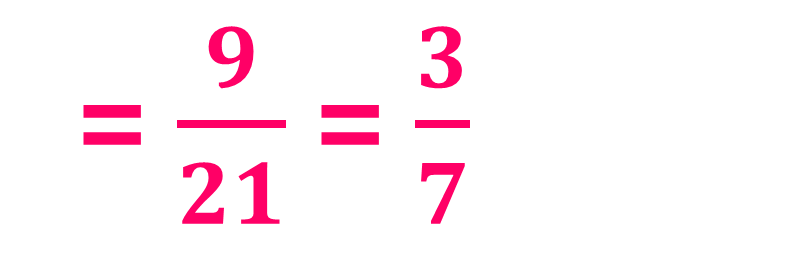 = 9/21 = 3/7